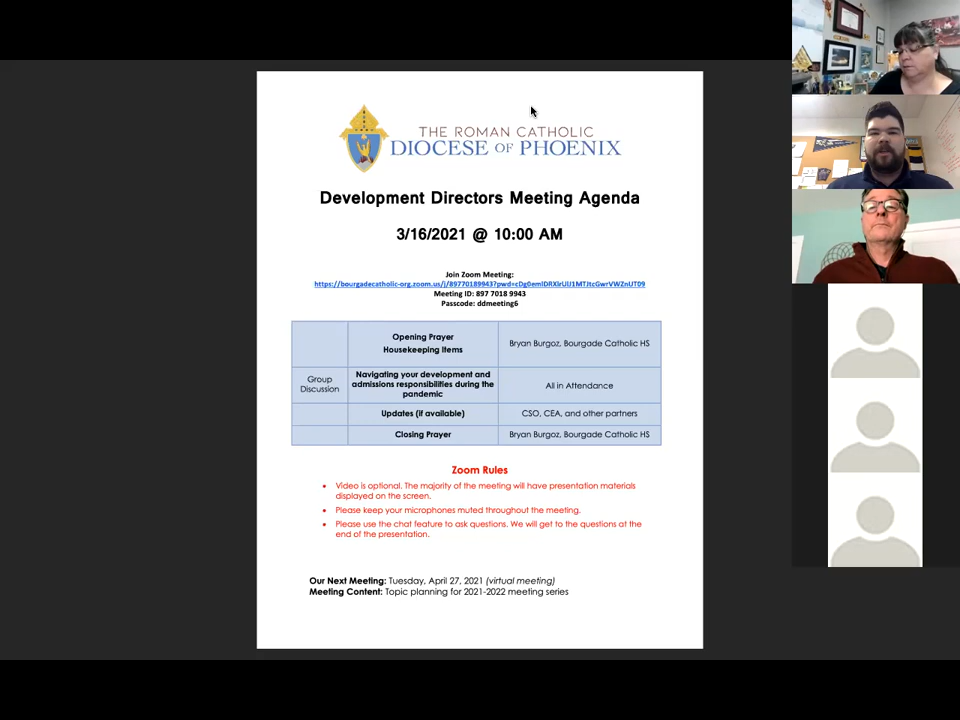 THE ROMAN CATHOLIC
DIOCESE OF PHOENIX
Development Directors Meeting Agenda
3/16/2021 @ 10:00 AM
Join Zoom Meeting:
Meeting ID: 897 7018 9943
Passcode: ddmeeting6
Opening Prayer
Housekeeping Items
Bryan Burgoz, Bourgade Catholic HS
Group
Discussion
Navigating your development and
admissions responsibilities during the
pandemic
All in Attendance
Updates (if available)
CSO, CEA, and other partners
Closing Prayer
Bryan Burgoz, Bourgade Catholic HS
Zoom Rules
• Video is optional. The majority of the meeting will have presentation materials
displayed on the screen.
• Please keep your microphones muted throughout the meeting.
• Please use the chat feature to ask questions. We will get to the questions at the
end of the presentation.
Our Next Meeting: Tuesday, April 27, 2021 (virtual meeting)
Meeting Content: Topic planning for 2021-2022 meeting series